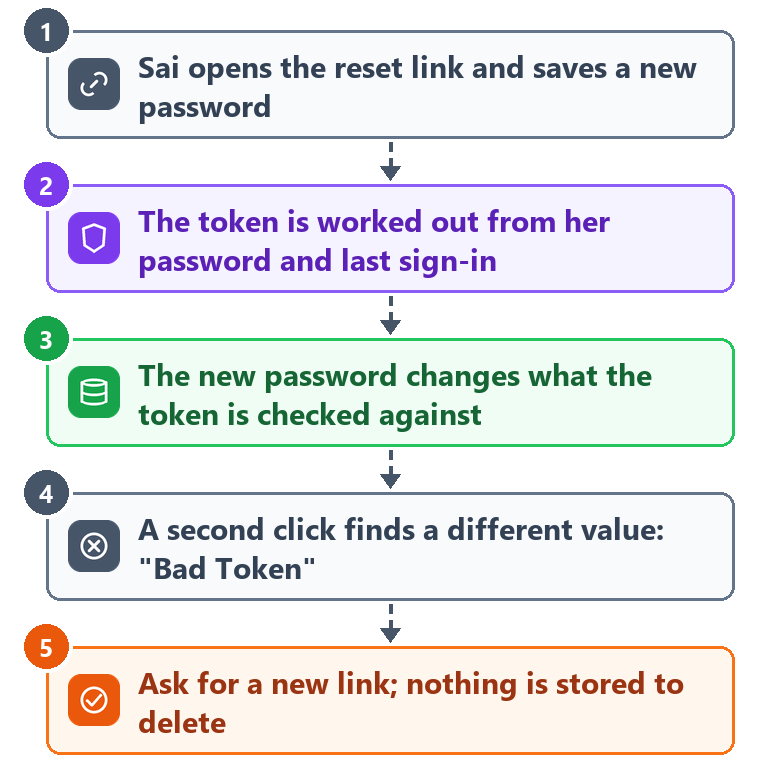 1
Sai opens the reset link and saves a new
password
2
The token is worked out from her
password and last sign-in
3
The new password changes what the
token is checked against
4
A second click finds a different value:
"Bad Token"
5
Ask for a new link; nothing is stored to
delete